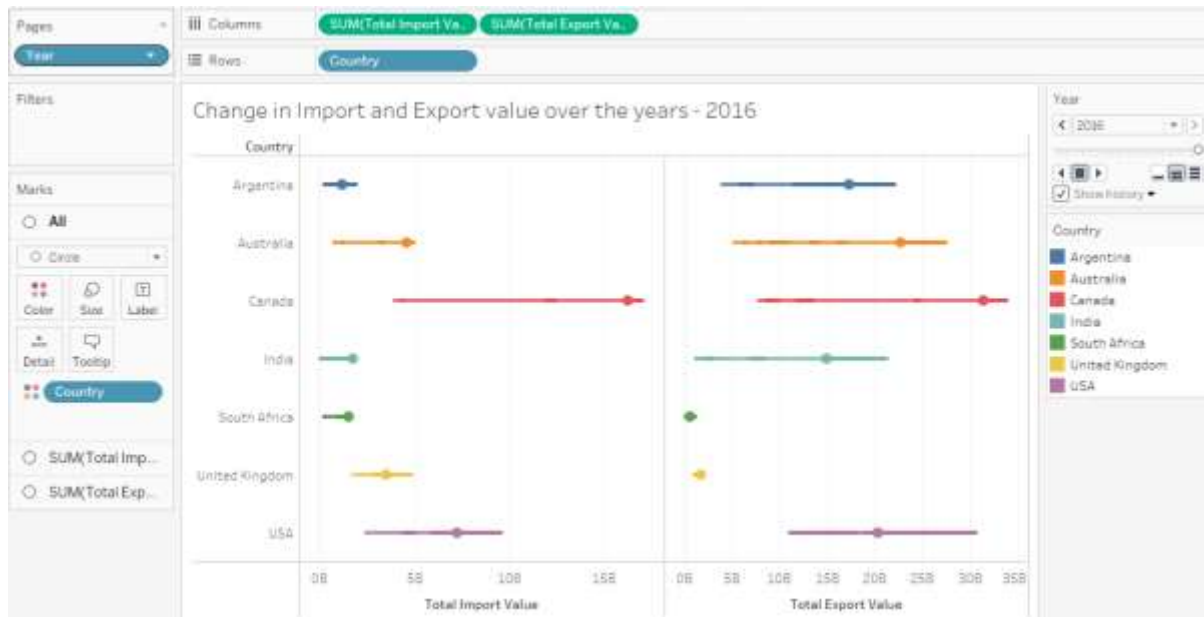 Pages
Year
Columns
SUM(Total Import Va..
SUM(Total Export Va..
Rows
Country
Filters
Marks
All
Circle
Color
Size
Label
Detail
Tooltip
Country
SUM(Total Imp...
SUM(Total Exp...
Change in Import and Export value over the years - 2016
Country
Argentina
Australia
Canada
India
South Africa
United Kingdom
USA
0B 5B 10B 15B
Total Import Value
0B 5B 10B 15B 20B 25B 30B 35B
Total Export Value
Year
2016
Show history
Country
Argentina
Australia
Canada
India
South Africa
United Kingdom
USA